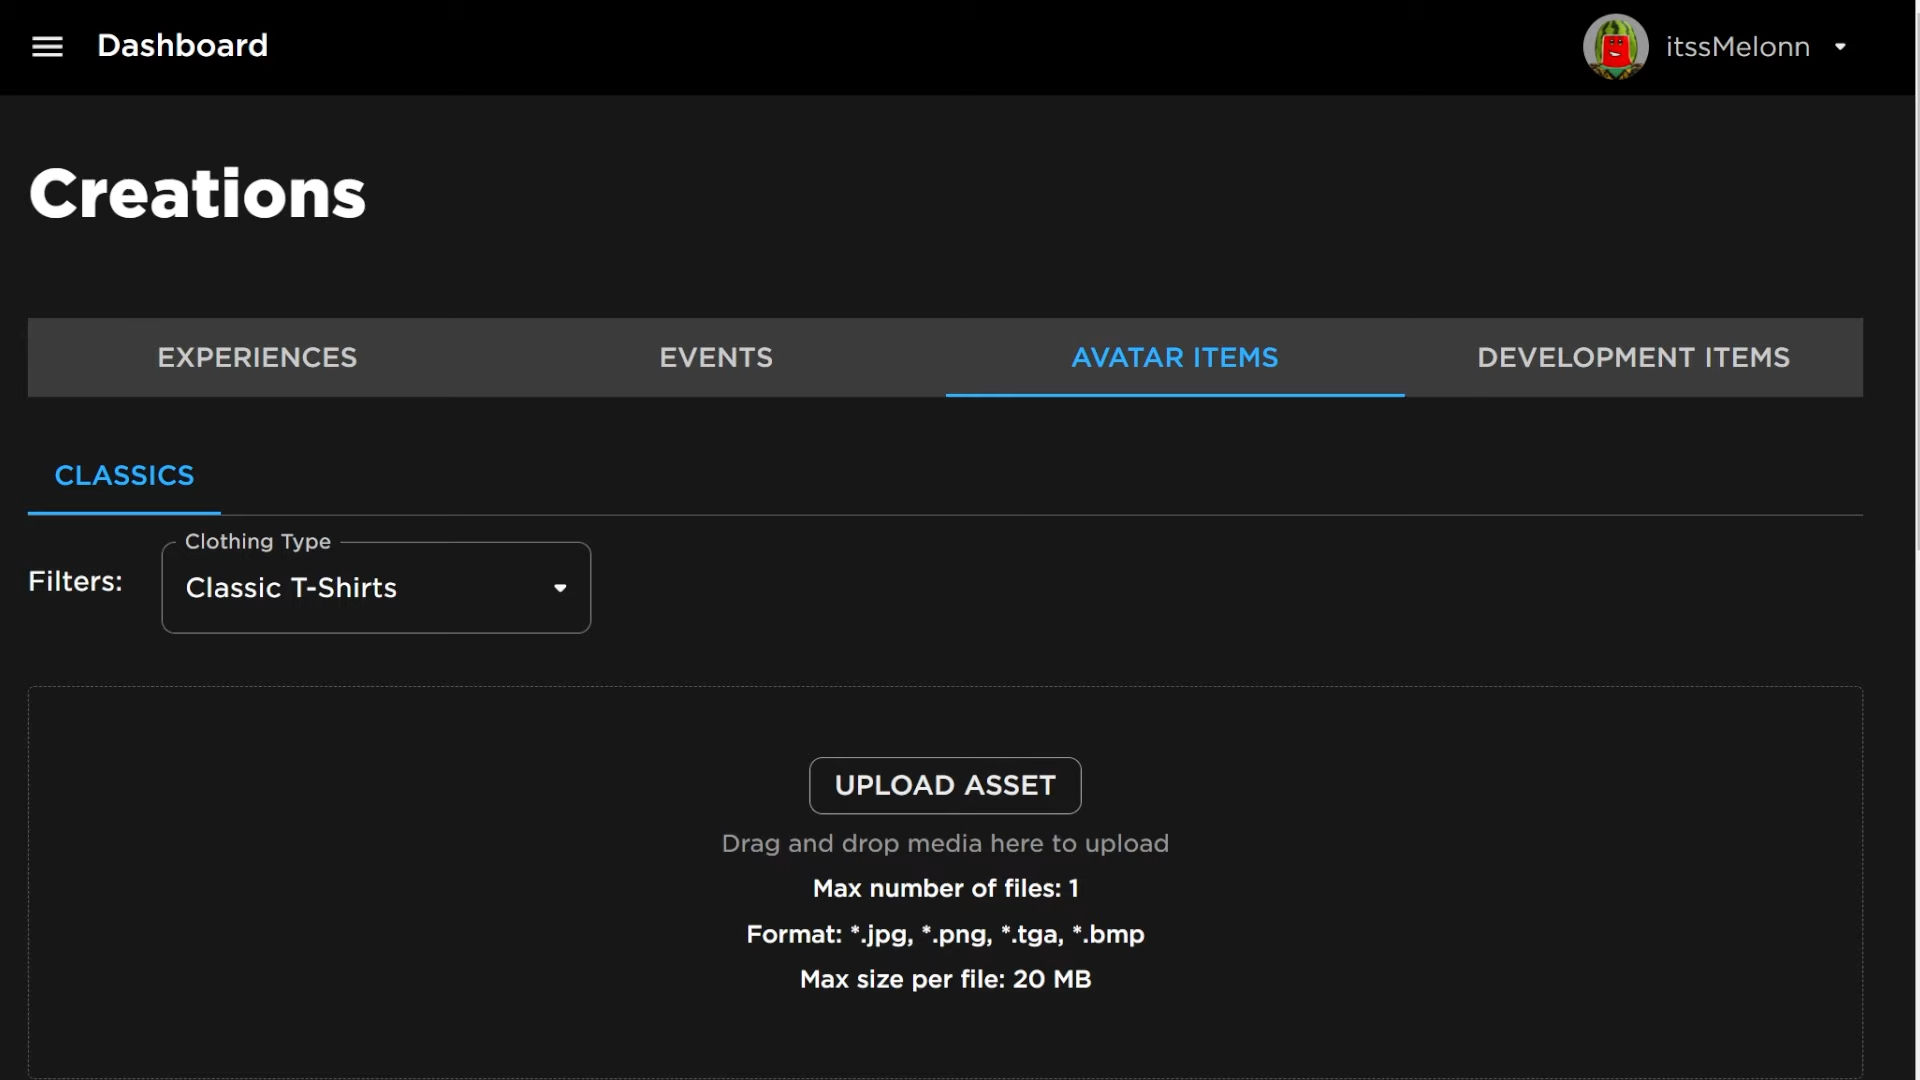 Dashboard
itssMelonn
Creations
EXPERIENCES
EVENTS
AVATAR ITEMS
DEVELOPMENT ITEMS
CLASSICS
Filters:
Clothing Type
Classic T-Shirts
UPLOAD ASSET
Drag and drop media here to upload
Max number of files: 1
Format: *.jpg, *.png, *.tga, *.bmp
Max size per file: 20 MB